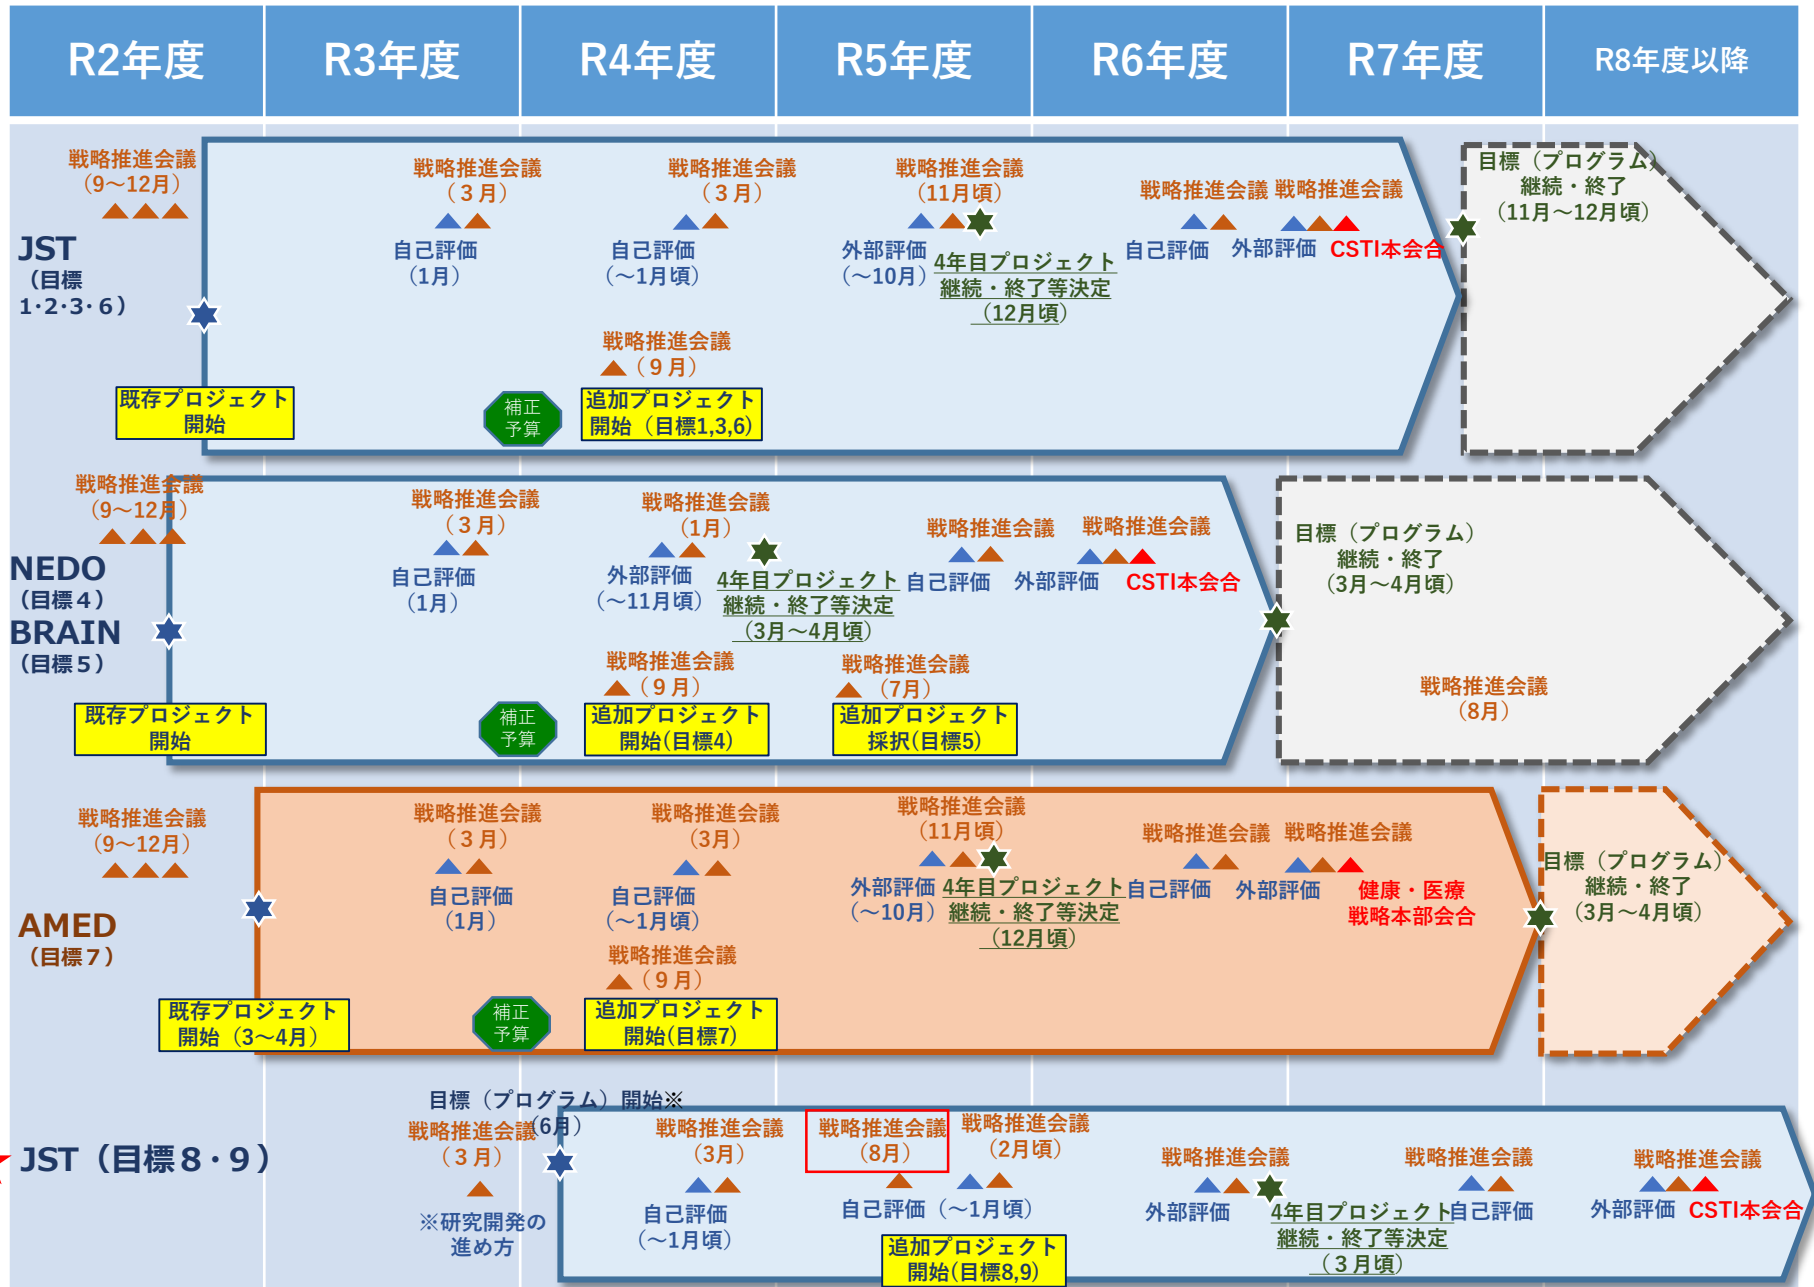 R2年度
R3年度
R4年度
R5年度
R6年度
R7年度
R8年度以降
JST
（目標
1･2･3･６）
戦略推進会議
（9～12月）
既存プロジェクト
開始
戦略推進会議
（３月）
自己評価
（1月）
補正
予算
戦略推進会議
（３月）
自己評価
（～1月頃）
戦略推進会議
（９月）
追加プロジェクト
開始（目標1,3,6)
戦略推進会議
（11月頃）
外部評価
（～10月）
4年目プロジェクト
継続・終了等決定
（12月頃）
戦略推進会議
自己評価
戦略推進会議
外部評価
CSTI本会合
目標（プログラム）
継続・終了
（11月～12月頃）
NEDO
（目標４）
BRAIN
（目標５）
戦略推進会議
（9～12月）
既存プロジェクト
開始
戦略推進会議
（３月）
自己評価
（1月）
補正
予算
戦略推進会議
（1月）
外部評価
（～11月頃）
4年目プロジェクト
継続・終了等決定
（3月～4月頃）
戦略推進会議
（９月）
追加プロジェクト
開始(目標4)
戦略推進会議
（7月）
追加プロジェクト
採択(目標5)
戦略推進会議
自己評価
戦略推進会議
外部評価
CSTI本会合
目標（プログラム）
継続・終了
（3月～4月頃）
戦略推進会議
（8月）
AMED
（目標７）
戦略推進会議
（9～12月）
既存プロジェクト
開始（3～4月）
戦略推進会議
（３月）
自己評価
（1月）
補正
予算
戦略推進会議
（3月）
自己評価
（～1月頃）
戦略推進会議
（９月）
追加プロジェクト
開始(目標7)
戦略推進会議
（11月頃）
外部評価
（～10月）
4年目プロジェクト
継続・終了等決定
（12月頃）
戦略推進会議
自己評価
戦略推進会議
外部評価
健康・医療
戦略本部会合
目標（プログラム）
継続・終了
（3月～4月頃）
JST（目標８・９）
目標（プログラム）開始※
（6月）
戦略推進会議
（３月）
※研究開発の
進め方
戦略推進会議
（3月）
自己評価
（～1月頃）
戦略推進会議
（8月）
戦略推進会議
（2月頃）
自己評価（～1月頃）
追加プロジェクト
開始(目標8,9)
戦略推進会議
外部評価
4年目プロジェクト
継続・終了等決定
（３月頃）
戦略推進会議
自己評価
戦略推進会議
外部評価
CSTI本会合